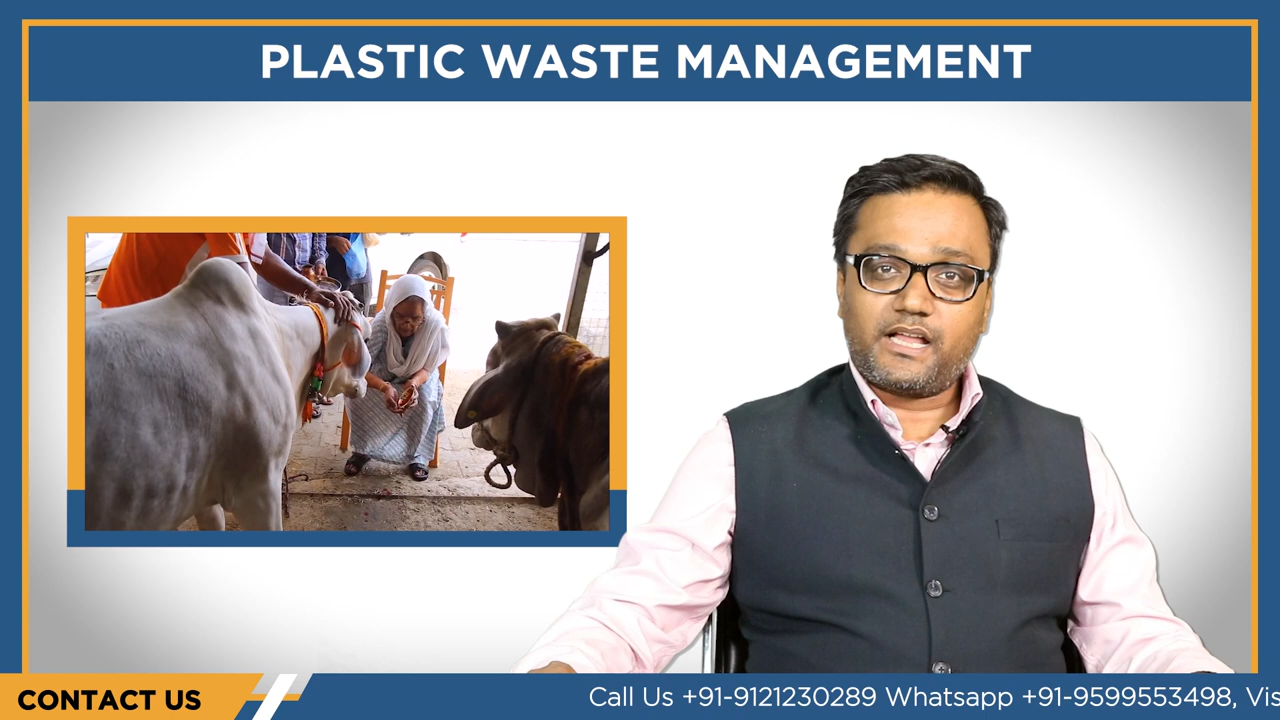 PLASTIC WASTE MANAGEMENT
CONTACT US
Call Us +91-9121230289 Whatsapp +91-9599553498, Vis